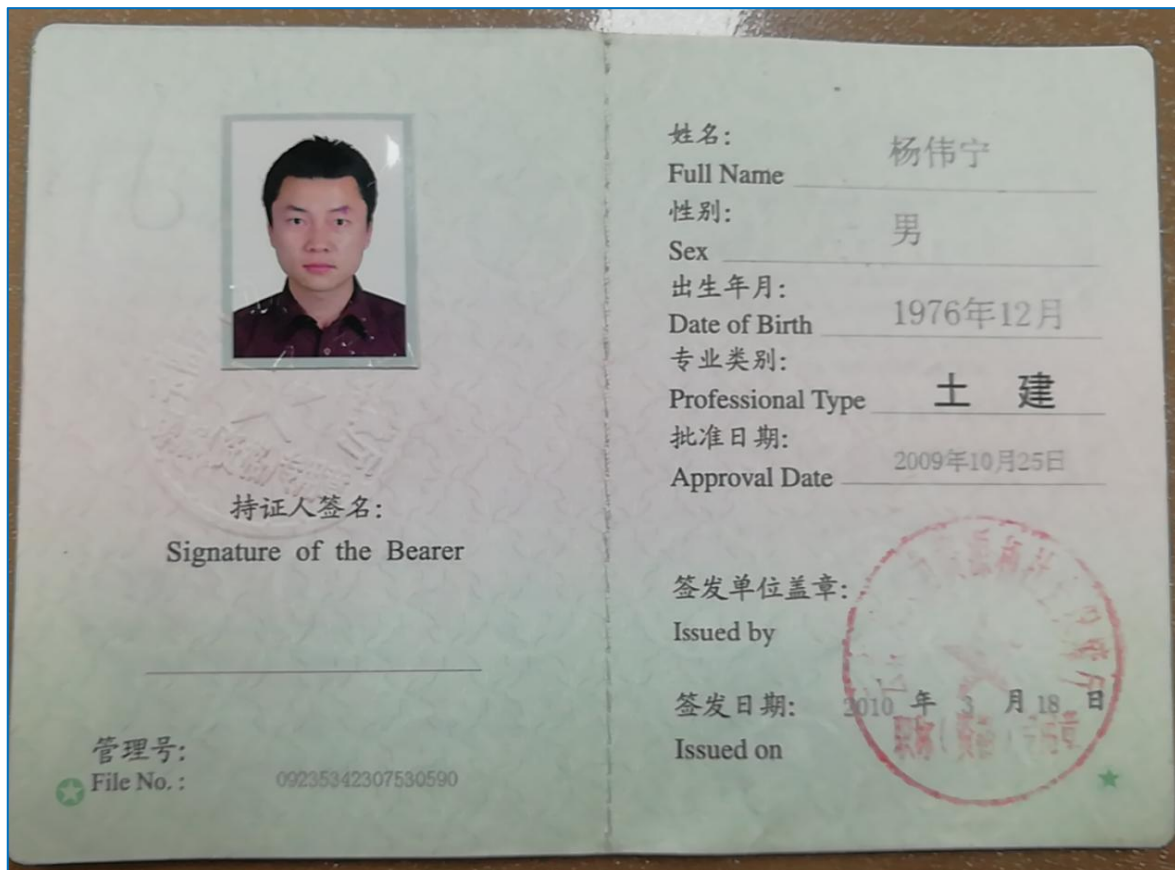 持证人签名:
Signature of the Bearer
管理号:
File No. :
09235342307530590
姓名:
杨伟宁
Full Name
性别:
男
Sex
出生年月:
1976年12月
Date of Birth
专业类别:
土 建
Professional Type
批准日期:
2009年10月25日
Approval Date
签发单位盖章:
Issued by
签发日期: 2010 年 3 月 18 日
Issued on